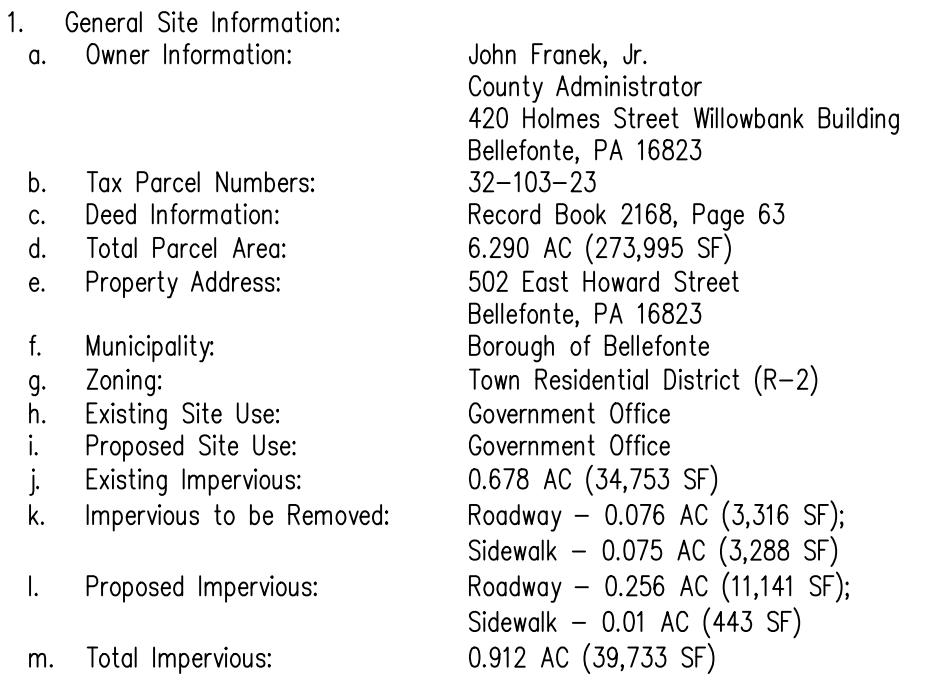 1. General Site Information:
a. Owner Information: John Franek, Jr.
County Administrator
420 Holmes Street Willowbank Building
Bellefonte, PA 16823
b. Tax Parcel Numbers: 32-103-23
c. Deed Information: Record Book 2168, Page 63
d. Total Parcel Area: 6.290 AC (273,995 SF)
e. Property Address: 502 East Howard Street
Bellefonte, PA 16823
f. Municipality: Borough of Bellefonte
g. Zoning: Town Residential District (R-2)
h. Existing Site Use: Government Office
i. Proposed Site Use: Government Office
j. Existing Impervious: 0.678 AC (34,753 SF)
k. Impervious to be Removed: Roadway - 0.076 AC (3,316 SF);
Sidewalk - 0.075 AC (3,288 SF)
l. Proposed Impervious: Roadway - 0.256 AC (11,141 SF);
Sidewalk - 0.01 AC (443 SF)
m. Total Impervious: 0.912 AC (39,733 SF)